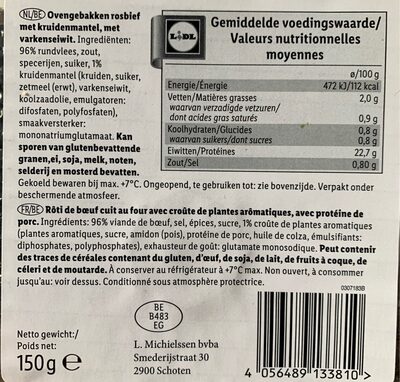 NL/BE Ovengebakken rosbief
met kruidenmantel, met
varkenseiwit. Ingrediënten:
96% rundvlees, zout,
specerijen, suiker, 1%
kruidenmantel (kruiden, suiker,
zetmeel (erwt), varkenseiwit,
koolzaadolie, emulgatoren:
difosfaten, polyfosfaten),
smaakversterker:
mononatriumglutamaat. Kan
sporen van glutenbevattende
granen,ei, soja, melk, noten,
selderij en mosterd bevatten.
Gekoeld bewaren bij max. +7°C. Ongeopend, te gebruiken tot: zie bovenzijde. Verpakt onder
beschermende atmosfeer.
LIDL
Gemiddelde voedingswaarde/
Valeurs nutritionnelles
moyennes
ø/100 g
Energie/Énergie 472 kJ/112 kcal
Vetten/Matières grasses 2,0 g
waarvan verzadigde vetzuren/
dont acides gras saturés 0,9 g
Koolhydraten/Glucides 0,8 g
waarvan suikers/dont sucres 0,8 g
Eiwitten/Protéines 22,7 g
Zout/Sel 0,80 g
FR/BE Rôti de bœuf cuit au four avec croûte de plantes arômatiques, avec protéine de
porc. Ingrédients: 96% viande de bœuf, sel, épices, sucre, 1% croûte de plantes aromatiques
(plantes aromatiques, sucre, amidon (pois), protéine de porc, huile de colza, émulsifiants:
diphosphates, polyphosphates), exhausteur de goût: glutamate monosodique. Peut contenir
des traces de céréales contenant du gluten, d'œuf, de soja, de lait, de fruits à coque, de
céleri et de moutarde. À conserver au réfrigérateur à +7°C max. Non ouvert, à consommer
jusqu'au: voir dessus. Conditionné sous atmosphère protectrice.
0307183B
BE
B483
EG
Netto gewicht/
Poids net:
150g e
L. Michielssen bvba
Smederijstraat 30
2900 Schoten
4 056489 133810 >